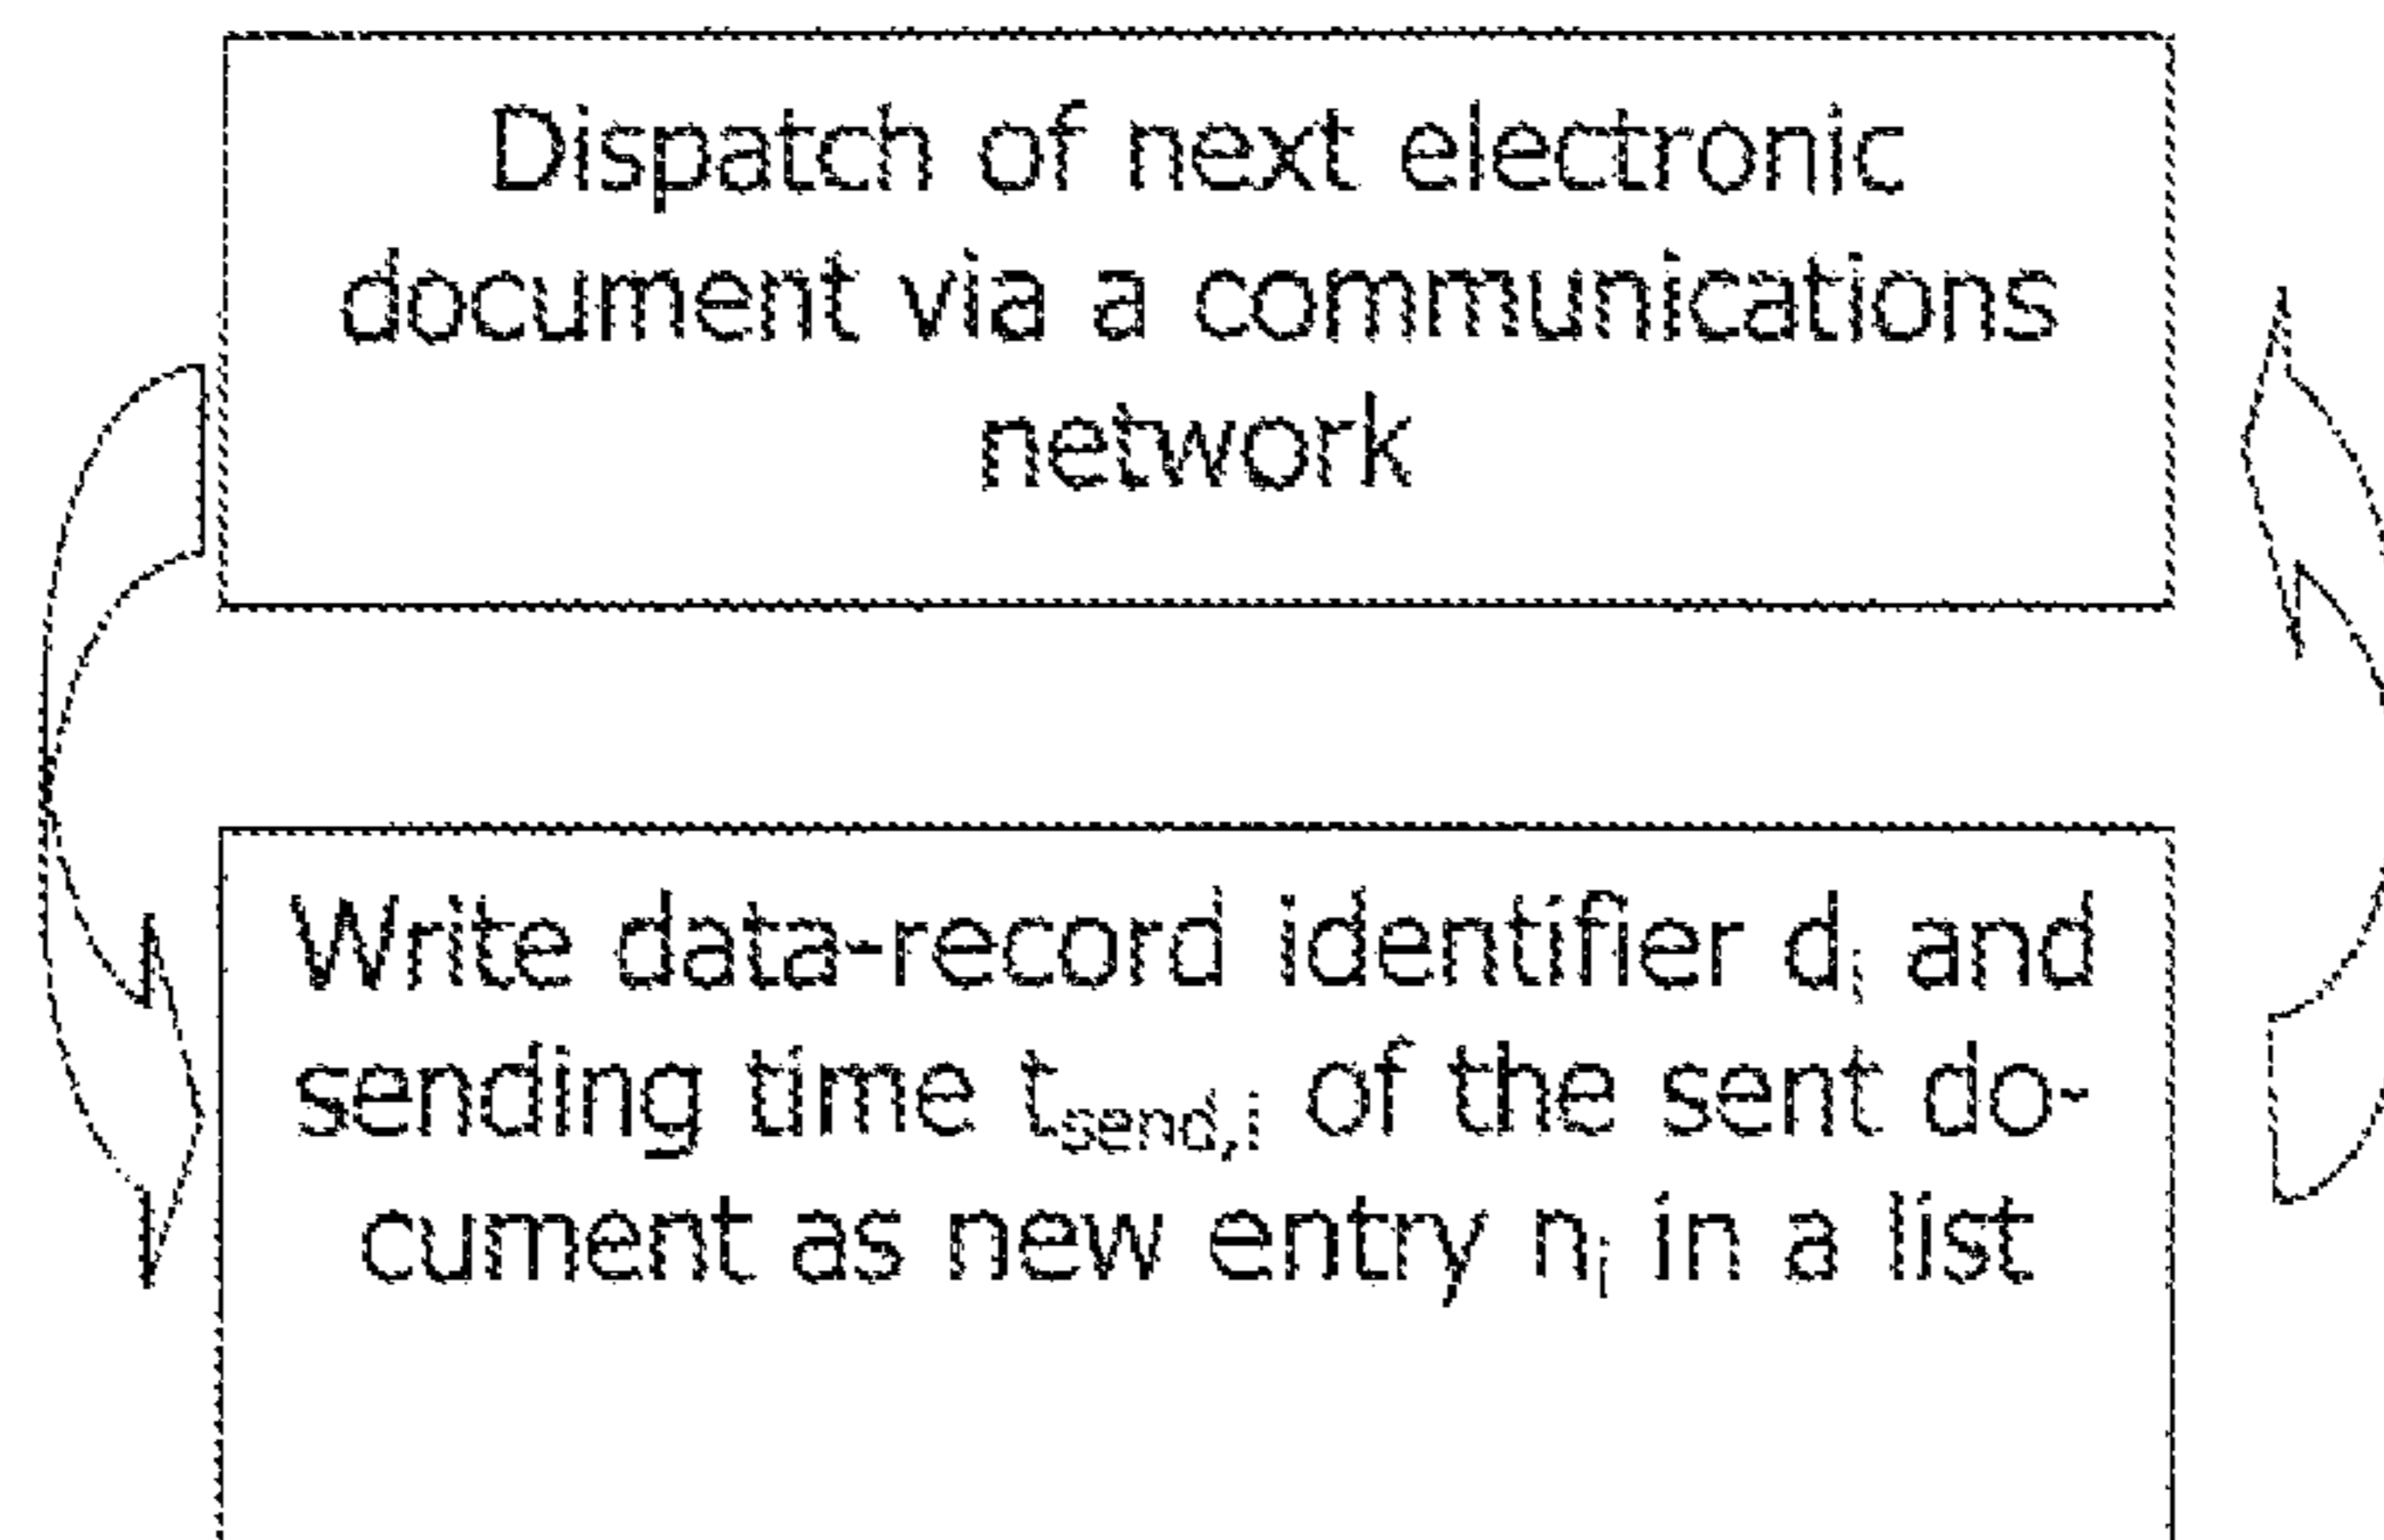 Dispatch of next electronic
document via a communications
network
Write data-record identifier dᵢ and
sending time t_send,i of the sent do-
cument as new entry nᵢ in a list